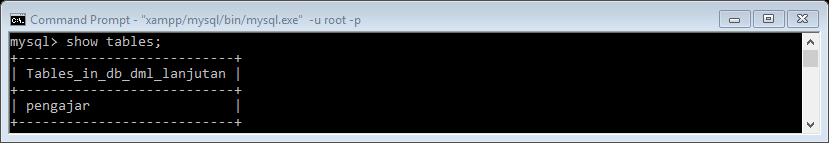 Command Prompt - "xampp/mysql/bin/mysql.exe" -u root -p
mysql> show tables;
+---------------------------+
| Tables_in_db_dml_lanjutan |
+---------------------------+
| pengajar                  |
+---------------------------+